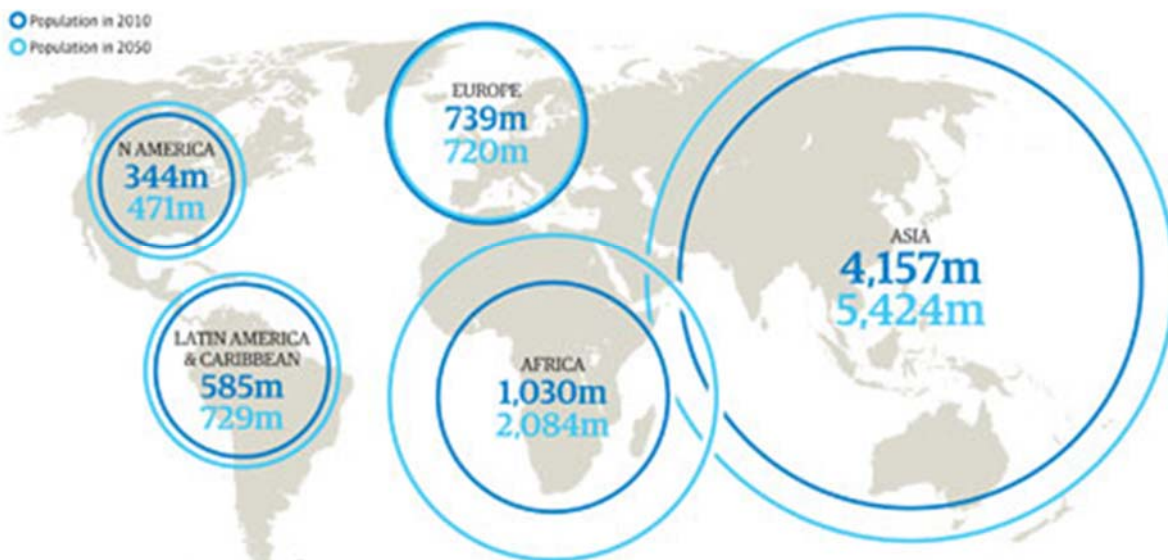 Population in 2010
Population in 2050
EUROPE
739m
720m
N AMERICA
344m
471m
ASIA
4,157m
5,424m
LATIN AMERICA
& CARIBBEAN
585m
729m
AFRICA
1,030m
2,084m